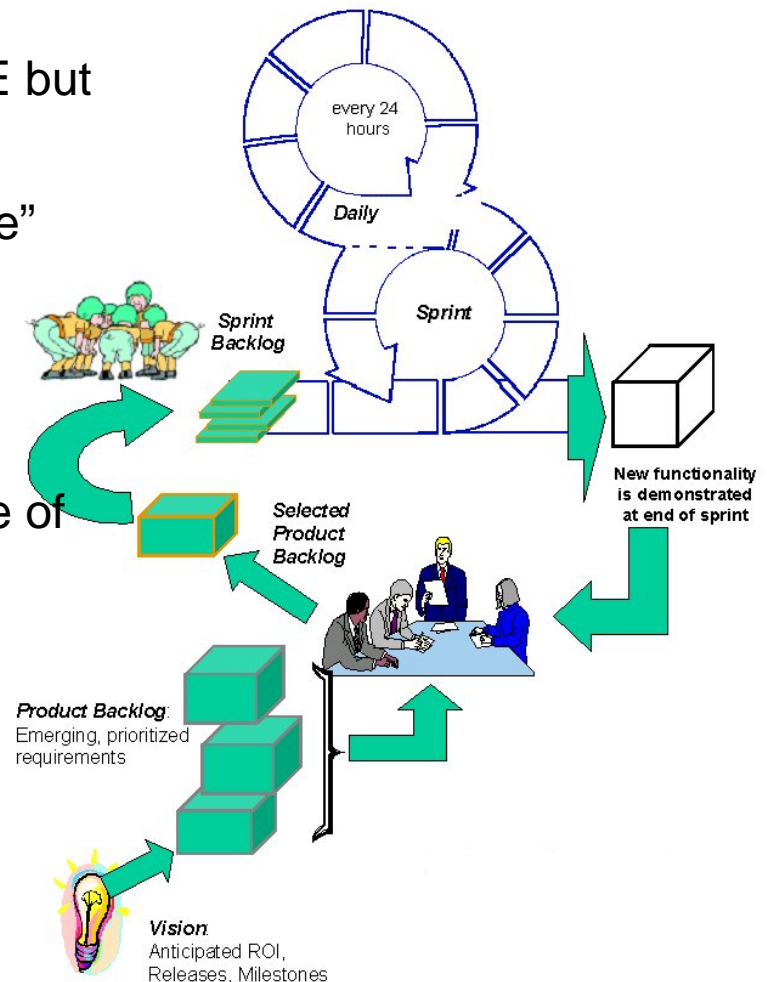 E but
every 24
hours
e”
Daily
Sprint
Sprint
Backlog
New functionality
is demonstrated
at end of sprint
e of
Selected
Product
Backlog
Product Backlog:
Emerging, prioritized
requirements
Vision:
Anticipated ROI,
Releases, Milestones